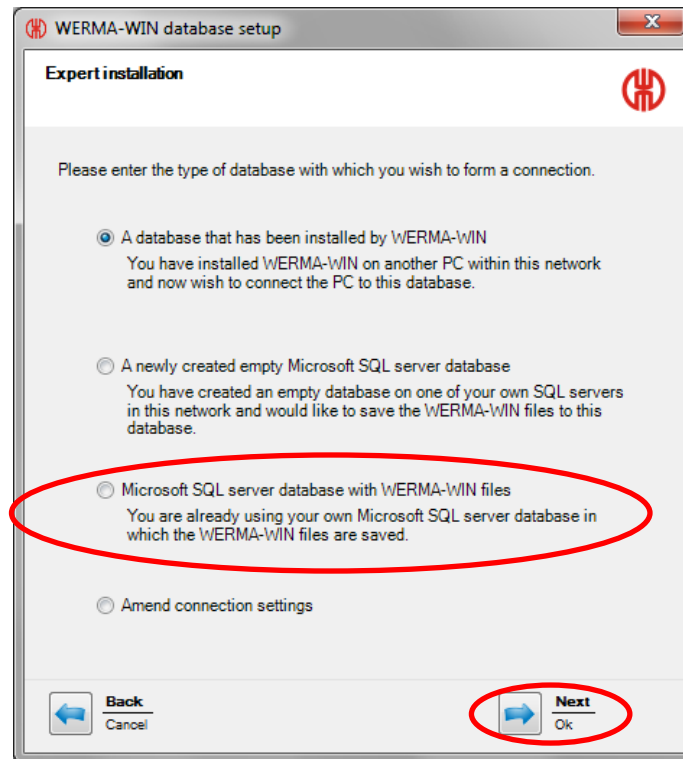 WERMA-WIN database setup
Expert installation
Please enter the type of database with which you wish to form a connection.
A database that has been installed by WERMA-WIN
You have installed WERMA-WIN on another PC within this network
and now wish to connect the PC to this database.
A newly created empty Microsoft SQL server database
You have created an empty database on one of your own SQL servers
in this network and would like to save the WERMA-WIN files to this
database.
Microsoft SQL server database with WERMA-WIN files
You are already using your own Microsoft SQL server database in
which the WERMA-WIN files are saved.
Amend connection settings
Back
Cancel
Next
Ok